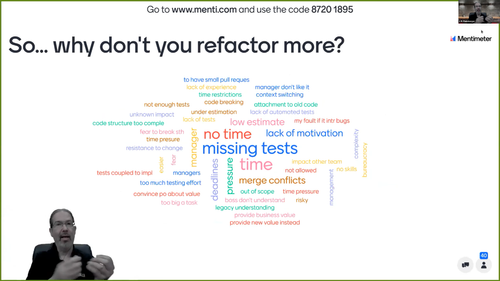 Go to www.menti.com and use the code 8720 1895
Mentimeter
So... why don't you refactor more?
to have small pull reques
lack of experience
manager don't like it
time restrictions
context switching
not enough tests
code breaking
attachment to old code
unknown impact
under estimation
lack of automated tests
code structure too comple
lack of tests
low estimate
my fault if it intr bugs
fear to break sth
manager
no time
lack of motivation
time pressure
resistance to change
missing tests
complexity
bureaucracy
easier
fear
time
impact other team
no skills
tests coupled to impl
managers
deadlines
pressure
merge conflicts
not allowed
management
too much testing effort
out of scope
time pressure
convince po about value
boss don't understand
risky
too big a task
legacy understanding
provide business value
provide new value instead
40